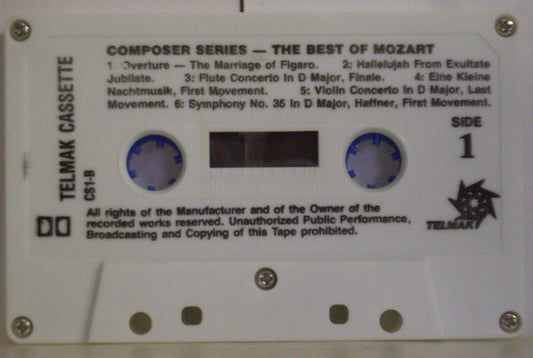 COMPOSER SERIES — THE BEST OF MOZART
1 Overture — The Marriage of Figaro. 2: Hallelujah From Exultate
Jubilate. 3: Flute Concerto In D Major, Finale. 4: Eine Kleine
Nachtmusik, First Movement. 5: Violin Concerto In D Major, Last
Movement. 6: Symphony No. 35 In D Major, Haffner, First Movement.
TELMAK CASSETTE
CS1-B
SIDE
1
TELMAK
All rights of the Manufacturer and of the Owner of the
recorded works reserved. Unauthorized Public Performance,
Broadcasting and Copying of this Tape prohibited.